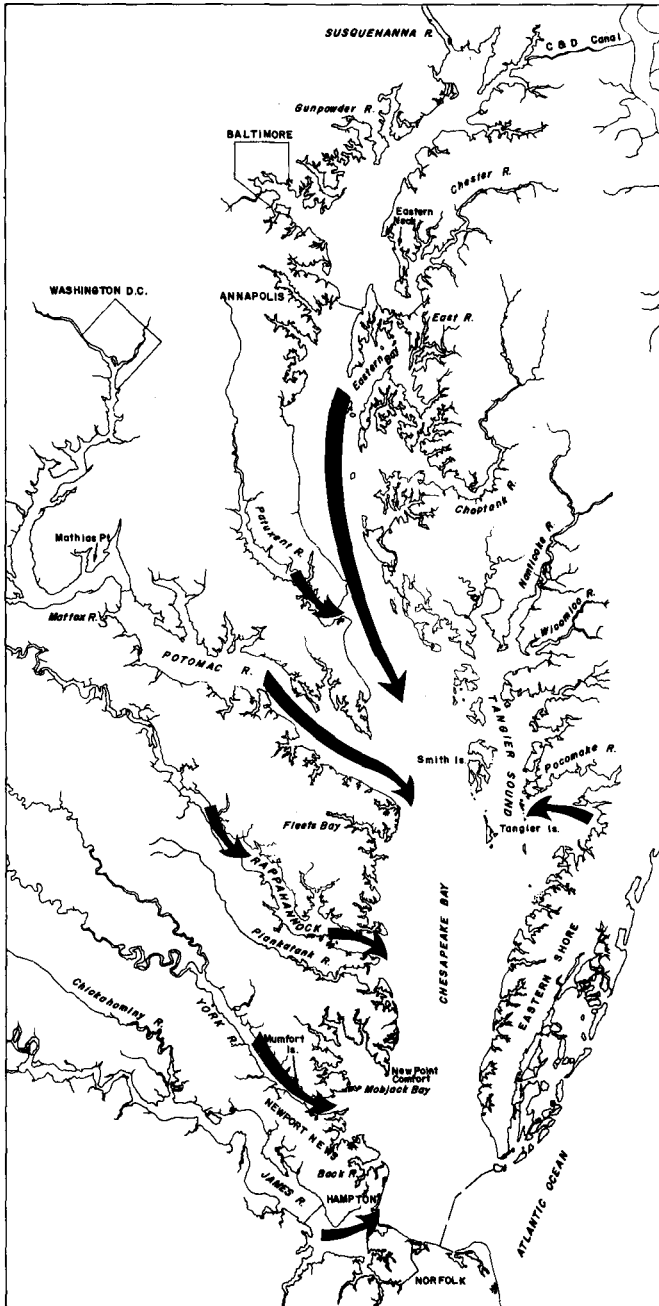 SUSQUEHANNA R.
C & D Canal
Gunpowder R.
BALTIMORE
Chester R.
Eastern
Neck
WASHINGTON D.C.
ANNAPOLIS
East R.
Eastern
Bay
Choptank R.
Patuxent R.
Mathias Pt.
Nanticoke R.
Mattox R.
Wicomico R.
POTOMAC R.
TANGIER SOUND
Pocomoke R.
Smith Is.
Tangier Is.
Fleets Bay
RAPPAHANNOCK
Piankatank R.
CHESAPEAKE BAY
EASTERN SHORE
Chickahominy R.
YORK R.
Mumfort
Is.
New Point
Comfort
Mobjack Bay
NEWPORT NEWS
Back R.
JAMES R.
HAMPTON
ATLANTIC OCEAN
NORFOLK